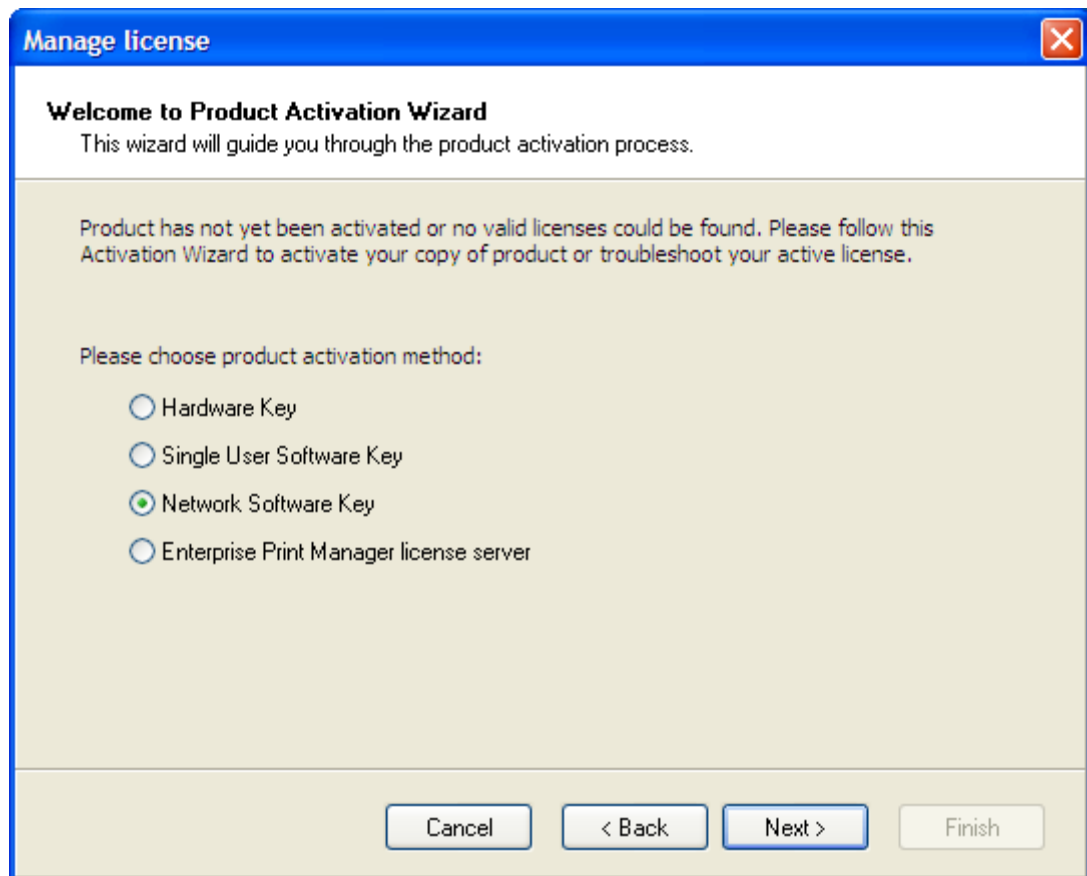 Manage license
Welcome to Product Activation Wizard
This wizard will guide you through the product activation process.
Product has not yet been activated or no valid licenses could be found. Please follow this
Activation Wizard to activate your copy of product or troubleshoot your active license.
Please choose product activation method:
Hardware Key
Single User Software Key
Network Software Key
Enterprise Print Manager license server
Cancel
< Back
Next >
Finish